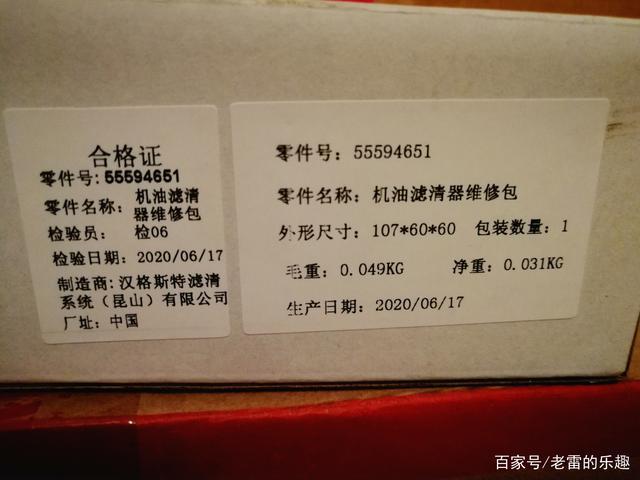 合格证
零件号: 55594651
零件名称: 机油滤清
器维修包
检验员: 检06
检验日期: 2020/06/17
制造商: 汉格斯特滤清
系统（昆山）有限公司
厂址: 中国
零件号: 55594651
零件名称: 机油滤清器维修包
外形尺寸: 107*60*60 包装数量: 1
毛重: 0.049KG 净重: 0.031KG
生产日期: 2020/06/17
百家号/老雷的乐趣